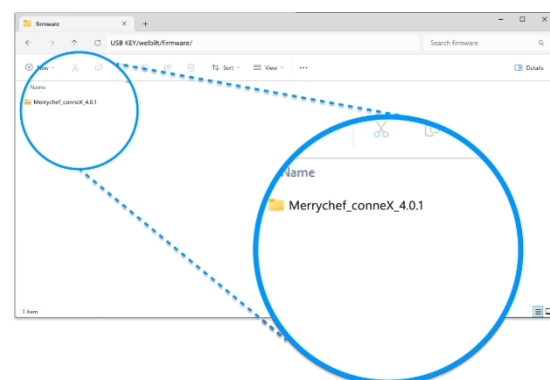 firmware
USB KEY/welbilt/firmware/
Search firmware
New
Sort
View
Details
Name
Merrychef_conneX_4.0.1
Name
Merrychef_conneX_4.0.1
1 item